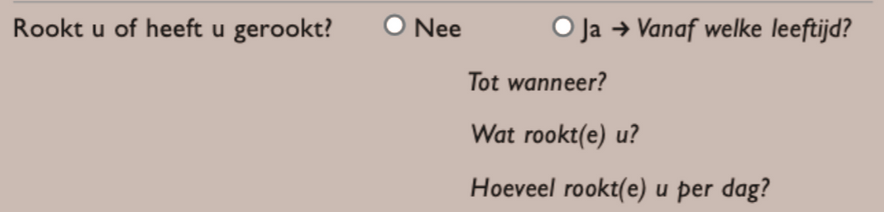 Rookt u of heeft u gerookt? Nee Ja → Vanaf welke leeftijd?
Tot wanneer?
Wat rookt(e) u?
Hoeveel rookt(e) u per dag?